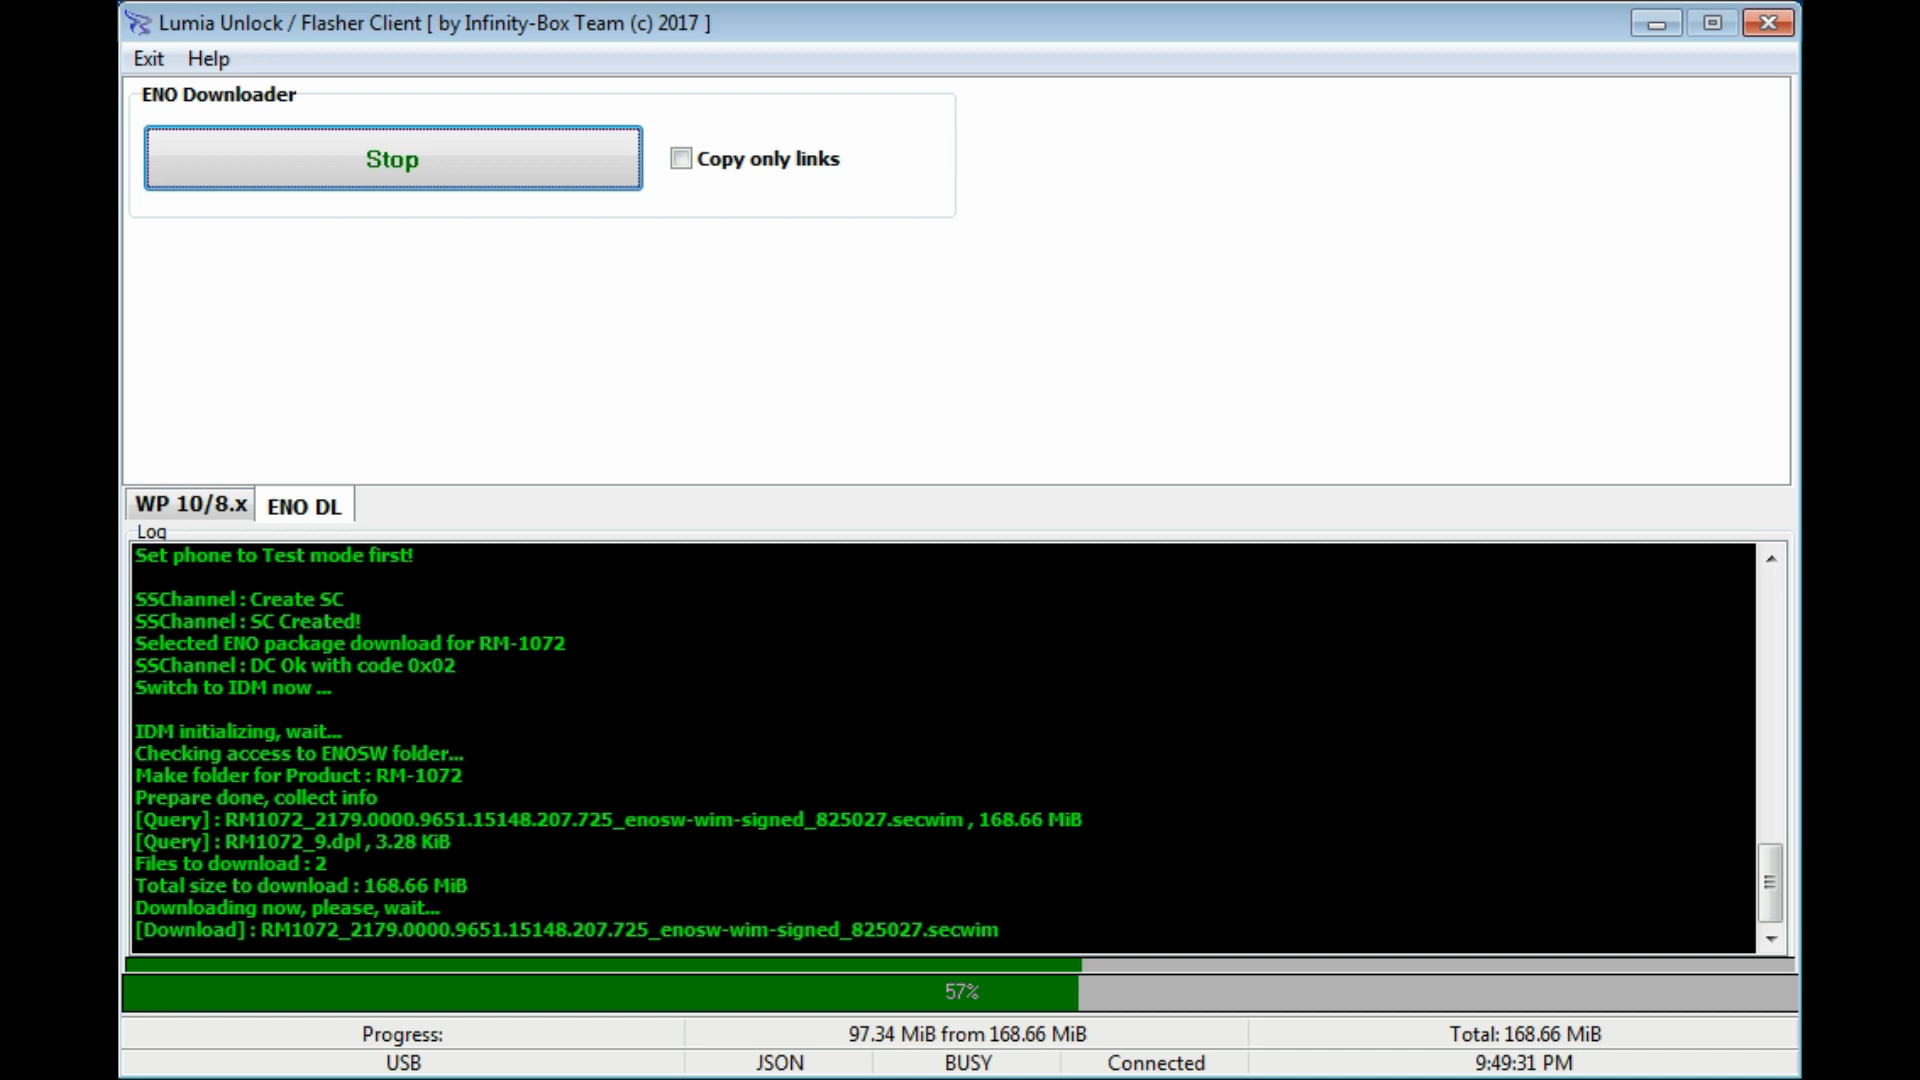 Lumia Unlock / Flasher Client [ by Infinity-Box Team (c) 2017 ]
Exit Help
ENO Downloader
Stop
Copy only links
WP 10/8.x ENO DL
Log
Set phone to Test mode first!
SSChannel : Create SC
SSChannel : SC Created!
Selected ENO package download for RM-1072
SSChannel : DC Ok with code 0x02
Switch to IDM now ...
IDM initializing, wait...
Checking access to ENOSW folder...
Make folder for Product : RM-1072
Prepare done, collect info
[Query] : RM1072_2179.0000.9651.15148.207.725_enosw-wim-signed_825027.secwim , 168.66 MiB
[Query] : RM1072_9.dpl , 3.28 KiB
Files to download : 2
Total size to download : 168.66 MiB
Downloading now, please, wait...
[Download] : RM1072_2179.0000.9651.15148.207.725_enosw-wim-signed_825027.secwim
57%
Progress: 97.34 MiB from 168.66 MiB Total: 168.66 MiB
USB JSON BUSY Connected 9:49:31 PM